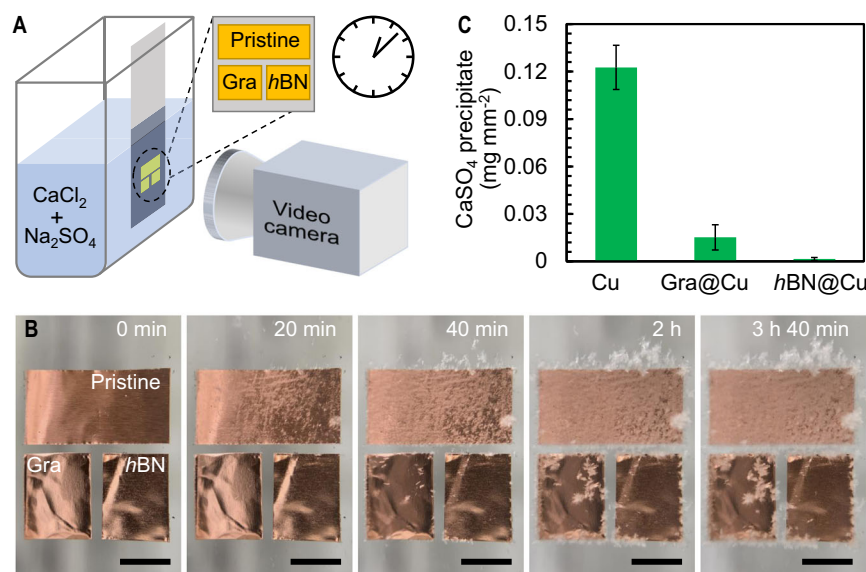 A
Pristine
Gra hBN
CaCl2
+
Na2SO4
Video
camera
C
CaSO4 precipitate
(mg mm-2)
0.15
0.12
0.09
0.06
0.03
0
Cu Gra@Cu hBN@Cu
B 0 min 20 min 40 min 2 h 3 h 40 min
Pristine
Gra hBN